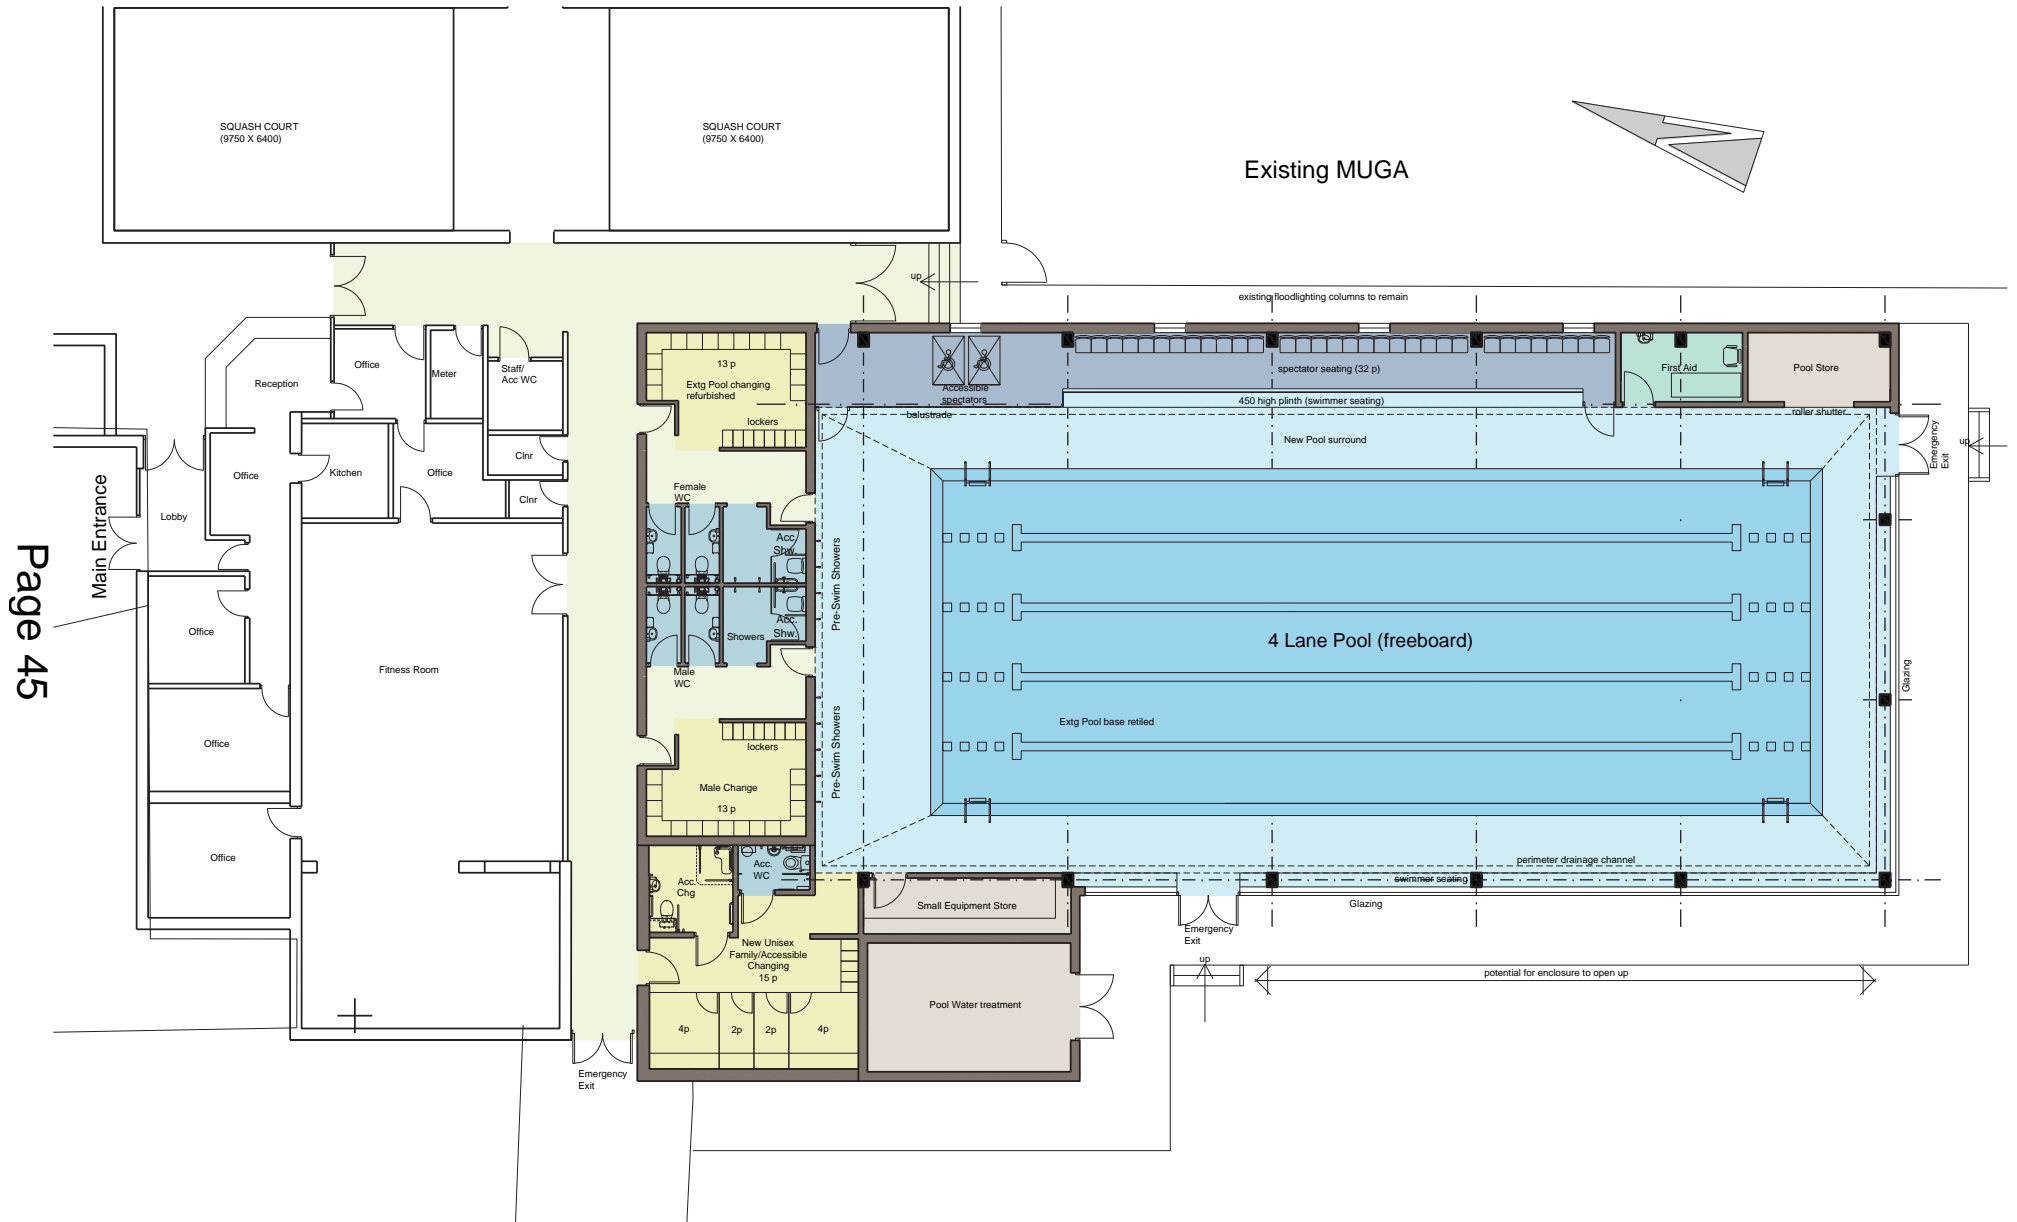 SQUASH COURT
(9750 X 6400)
SQUASH COURT
(9750 X 6400)
Existing MUGA
up
existing floodlighting columns to remain
Reception
Office
Meter
Staff/
Acc WC
13 p
Extg Pool changing
refurbished
lockers
Accessible
spectators
balustrade
spectator seating (32 p)
450 high plinth (swimmer seating)
First Aid
Pool Store
roller shutter
New Pool surround
Emergency
Exit
up
Office
Kitchen
Office
Clnr
Clnr
Lobby
Main Entrance
Page 45
Female
WC
Acc.
Shw.
Acc.
Shw.
Showers
Male
WC
Pre-Swim Showers
Pre-Swim Showers
4 Lane Pool (freeboard)
Extg Pool base retiled
Glazing
Office
Fitness Room
Office
Office
lockers
Male Change
13 p
Acc.
WC
Acc.
Chg
perimeter drainage channel
swimmer seating
Glazing
Small Equipment Store
Emergency
Exit
up
potential for enclosure to open up
New Unisex
Family/Accessible
Changing
15 p
4p
2p
2p
4p
Pool Water treatment
Emergency
Exit